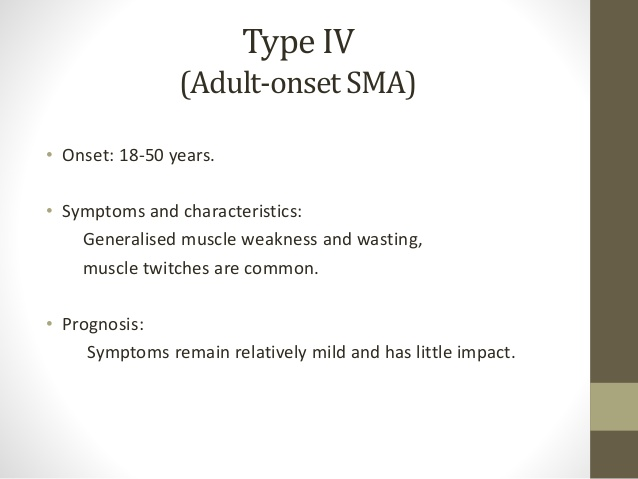 Type IV
(Adult-onset SMA)
• Onset: 18-50 years.
• Symptoms and characteristics:
Generalised muscle weakness and wasting,
muscle twitches are common.
• Prognosis:
Symptoms remain relatively mild and has little impact.